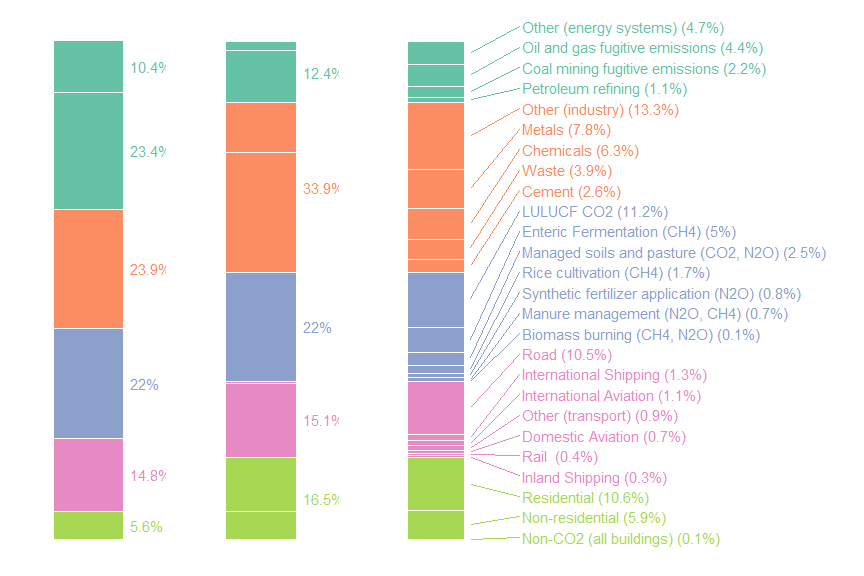 10.4%
23.4%
23.9%
22%
14.8%
5.6%
12.4%
33.9%
22%
15.1%
16.5%
Other (energy systems) (4.7%)
Oil and gas fugitive emissions (4.4%)
Coal mining fugitive emissions (2.2%)
Petroleum refining (1.1%)
Other (industry) (13.3%)
Metals (7.8%)
Chemicals (6.3%)
Waste (3.9%)
Cement (2.6%)
LULUCF CO2 (11.2%)
Enteric Fermentation (CH4) (5%)
Managed soils and pasture (CO2, N2O) (2.5%)
Rice cultivation (CH4) (1.7%)
Synthetic fertilizer application (N2O) (0.8%)
Manure management (N2O, CH4) (0.7%)
Biomass burning (CH4, N2O) (0.1%)
Road (10.5%)
International Shipping (1.3%)
International Aviation (1.1%)
Other (transport) (0.9%)
Domestic Aviation (0.7%)
Rail (0.4%)
Inland Shipping (0.3%)
Residential (10.6%)
Non-residential (5.9%)
Non-CO2 (all buildings) (0.1%)